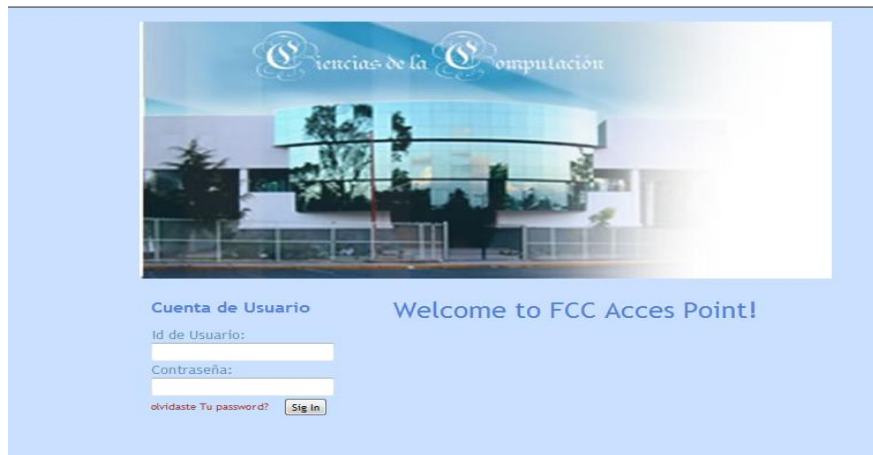 Ciencias de la Computación
Cuenta de Usuario
Welcome to FCC Acces Point!
Id de Usuario:
Contraseña:
olvidaste Tu password? Sig In